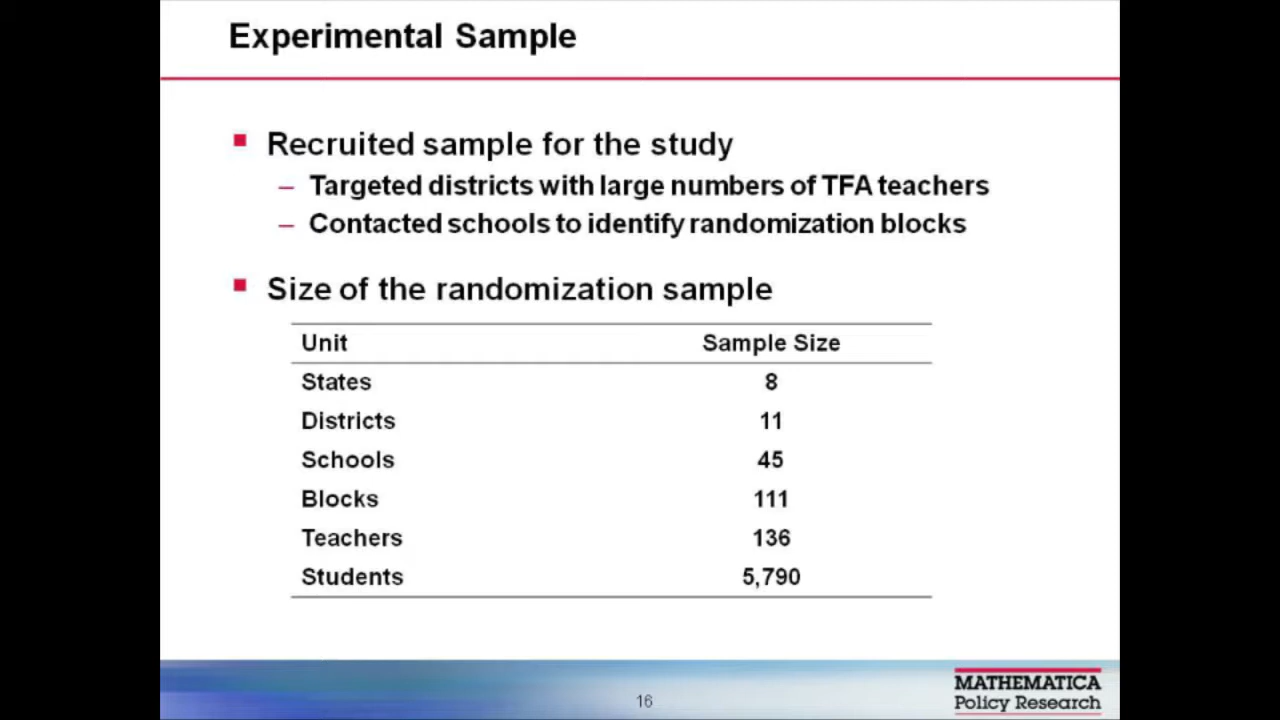 Experimental Sample
Recruited sample for the study
– Targeted districts with large numbers of TFA teachers
– Contacted schools to identify randomization blocks
Size of the randomization sample
Unit Sample Size
States 8
Districts 11
Schools 45
Blocks 111
Teachers 136
Students 5,790
16
MATHEMATICA
Policy Research